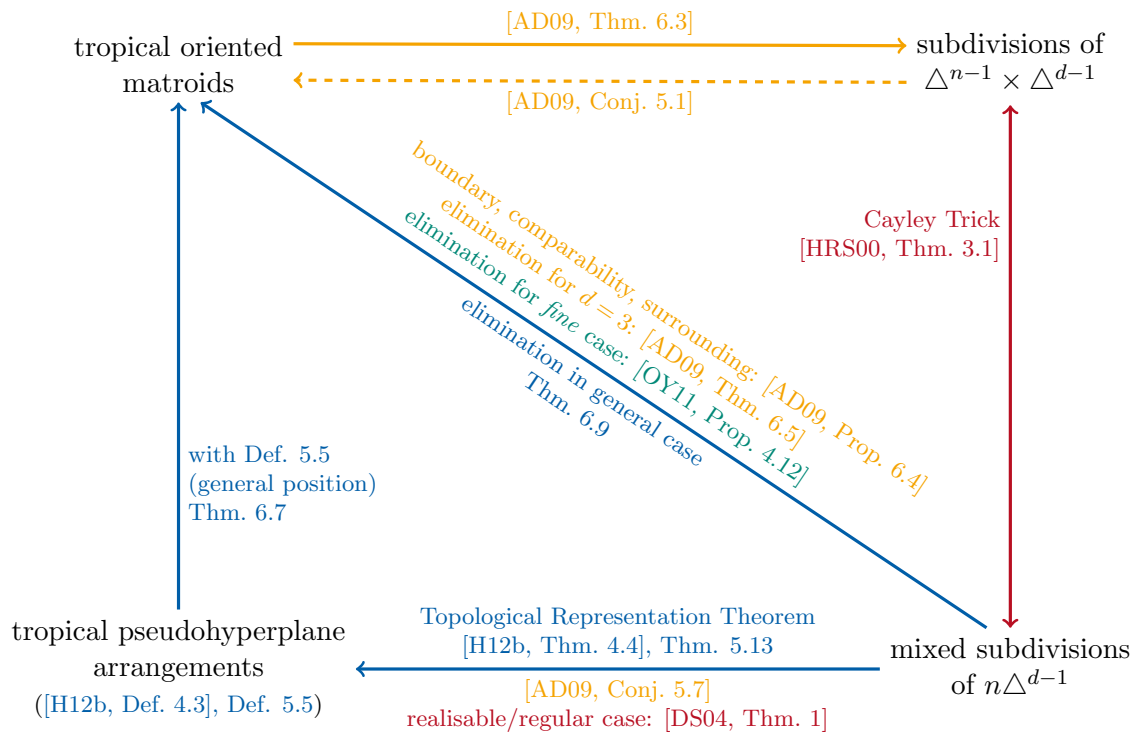 [AD09, Thm. 6.3]
tropical oriented
matroids
subdivisions of
△ⁿ⁻¹ × △ᵈ⁻¹
[AD09, Conj. 5.1]
boundary, comparability, surrounding: [AD09, Prop. 6.4]
elimination for d = 3: [AD09, Thm. 6.5]
elimination for fine case: [OY11, Prop. 4.12]
elimination in general case
Thm. 6.9
Cayley Trick
[HRS00, Thm. 3.1]
with Def. 5.5
(general position)
Thm. 6.7
tropical pseudohyperplane
arrangements
([H12b, Def. 4.3], Def. 5.5)
Topological Representation Theorem
[H12b, Thm. 4.4], Thm. 5.13
[AD09, Conj. 5.7]
realisable/regular case: [DS04, Thm. 1]
mixed subdivisions
of n△ᵈ⁻¹